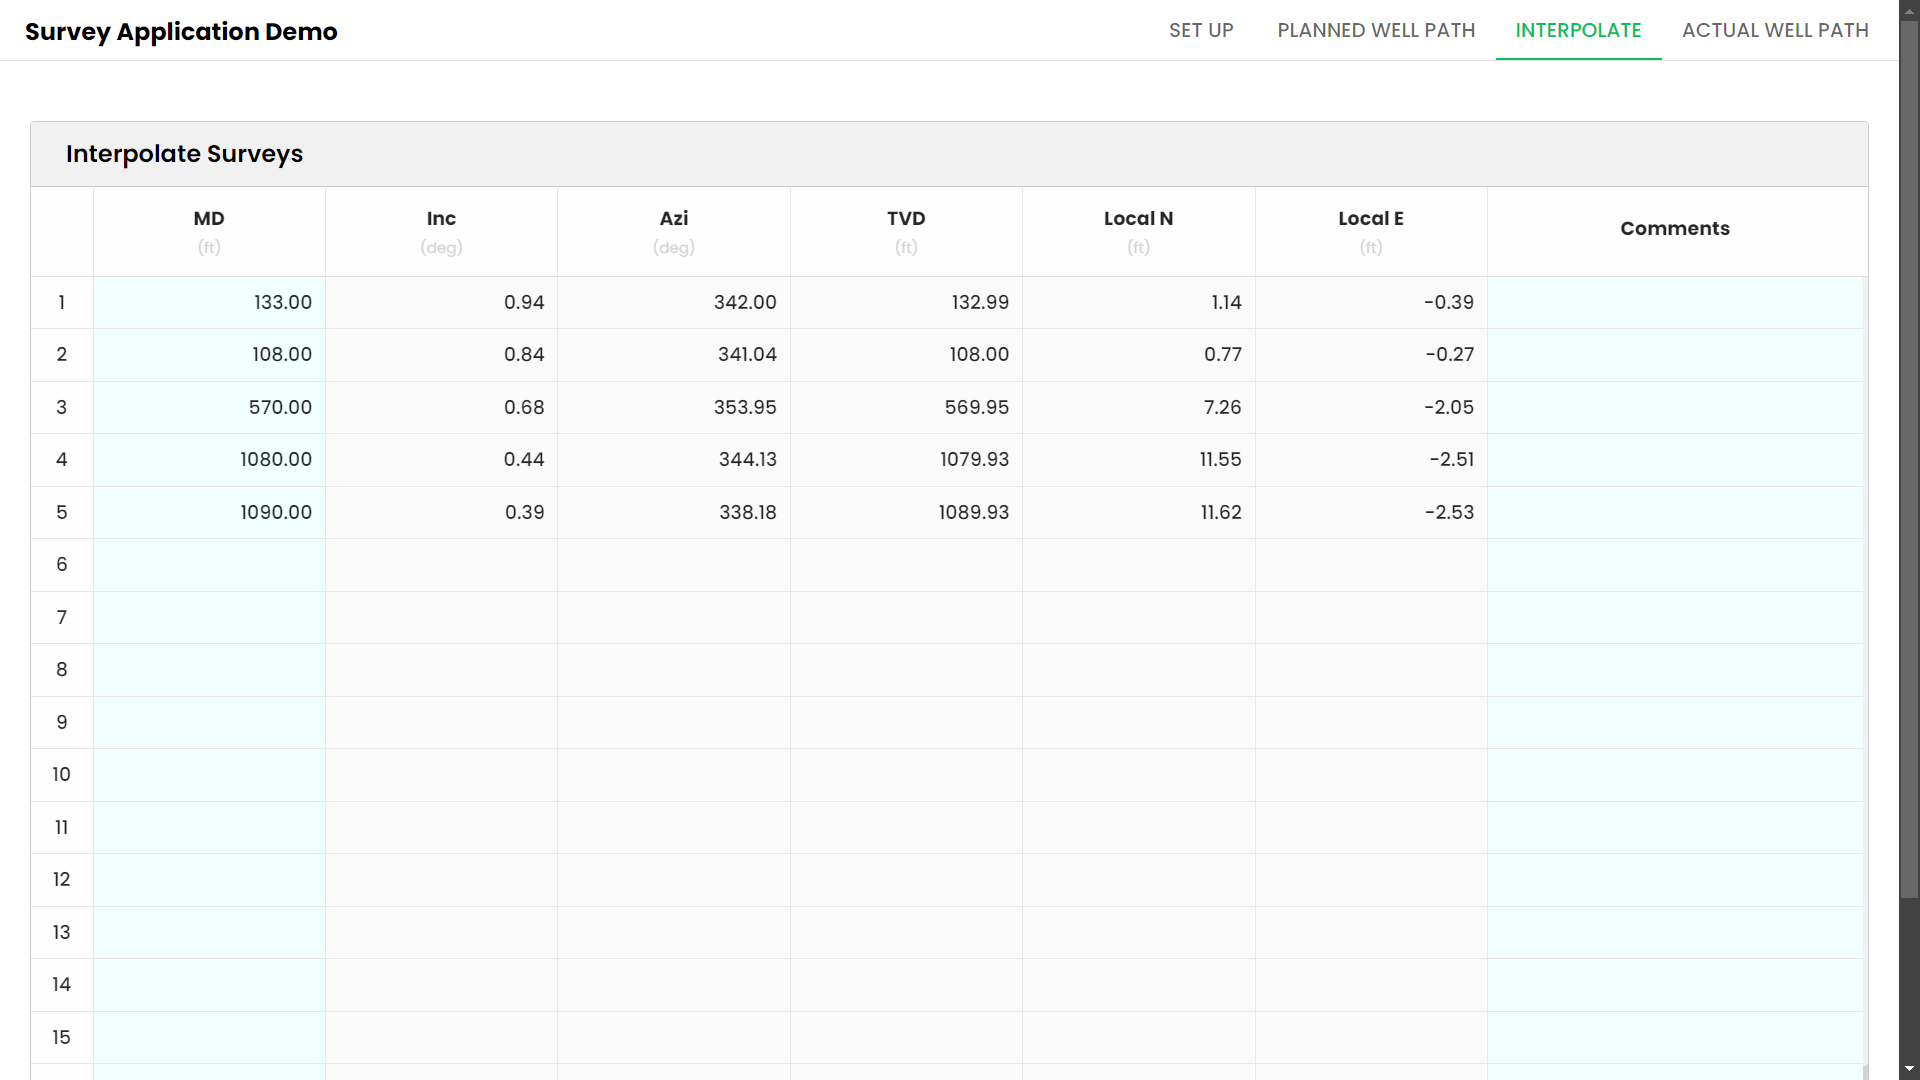 Survey Application Demo
SET UP PLANNED WELL PATH INTERPOLATE ACTUAL WELL PATH
Interpolate Surveys
MD Inc Azi TVD Local N Local E Comments
(ft) (deg) (deg) (ft) (ft) (ft)
1 133.00 0.94 342.00 132.99 1.14 -0.39
2 108.00 0.84 341.04 108.00 0.77 -0.27
3 570.00 0.68 353.95 569.95 7.26 -2.05
4 1080.00 0.44 344.13 1079.93 11.55 -2.51
5 1090.00 0.39 338.18 1089.93 11.62 -2.53
6
7
8
9
10
11
12
13
14
15